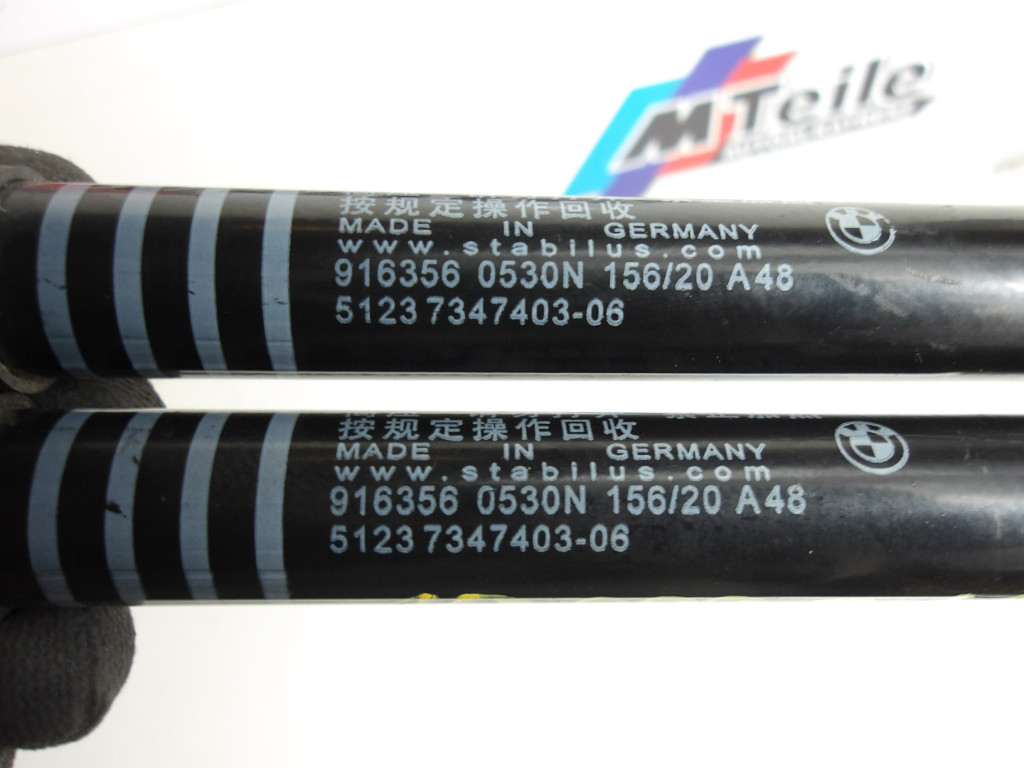 M Teile
按规定操作回收
MADE IN GERMANY
www.stabilus.com
916356 0530N 156/20 A48
5123 7347403-06
按规定操作回收
MADE IN GERMANY
www.stabilus.com
916356 0530N 156/20 A48
5123 7347403-06